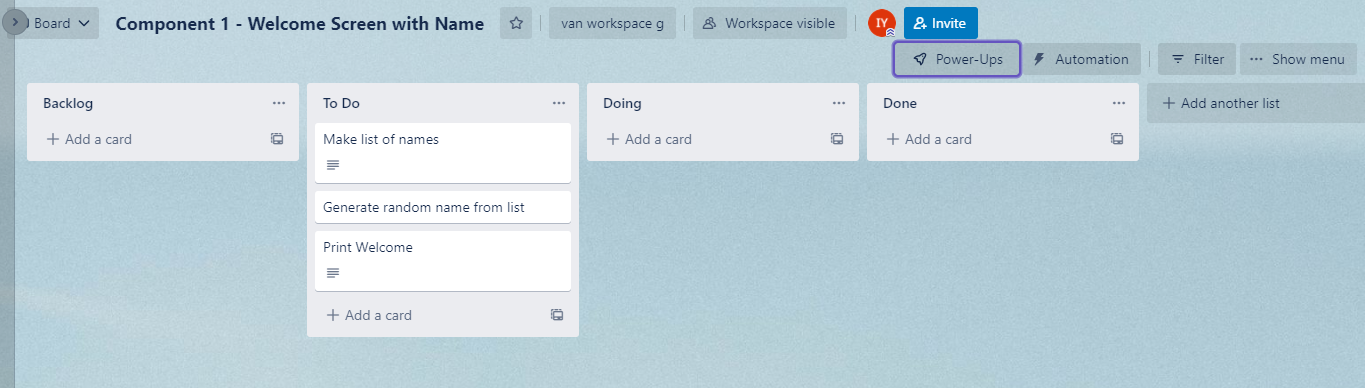 Board
Component 1 - Welcome Screen with Name
van workspace g
Workspace visible
IY
Invite
Power-Ups
Automation
Filter
Show menu
Backlog
Add a card
To Do
Make list of names
Generate random name from list
Print Welcome
Add a card
Doing
Add a card
Done
Add a card
Add another list